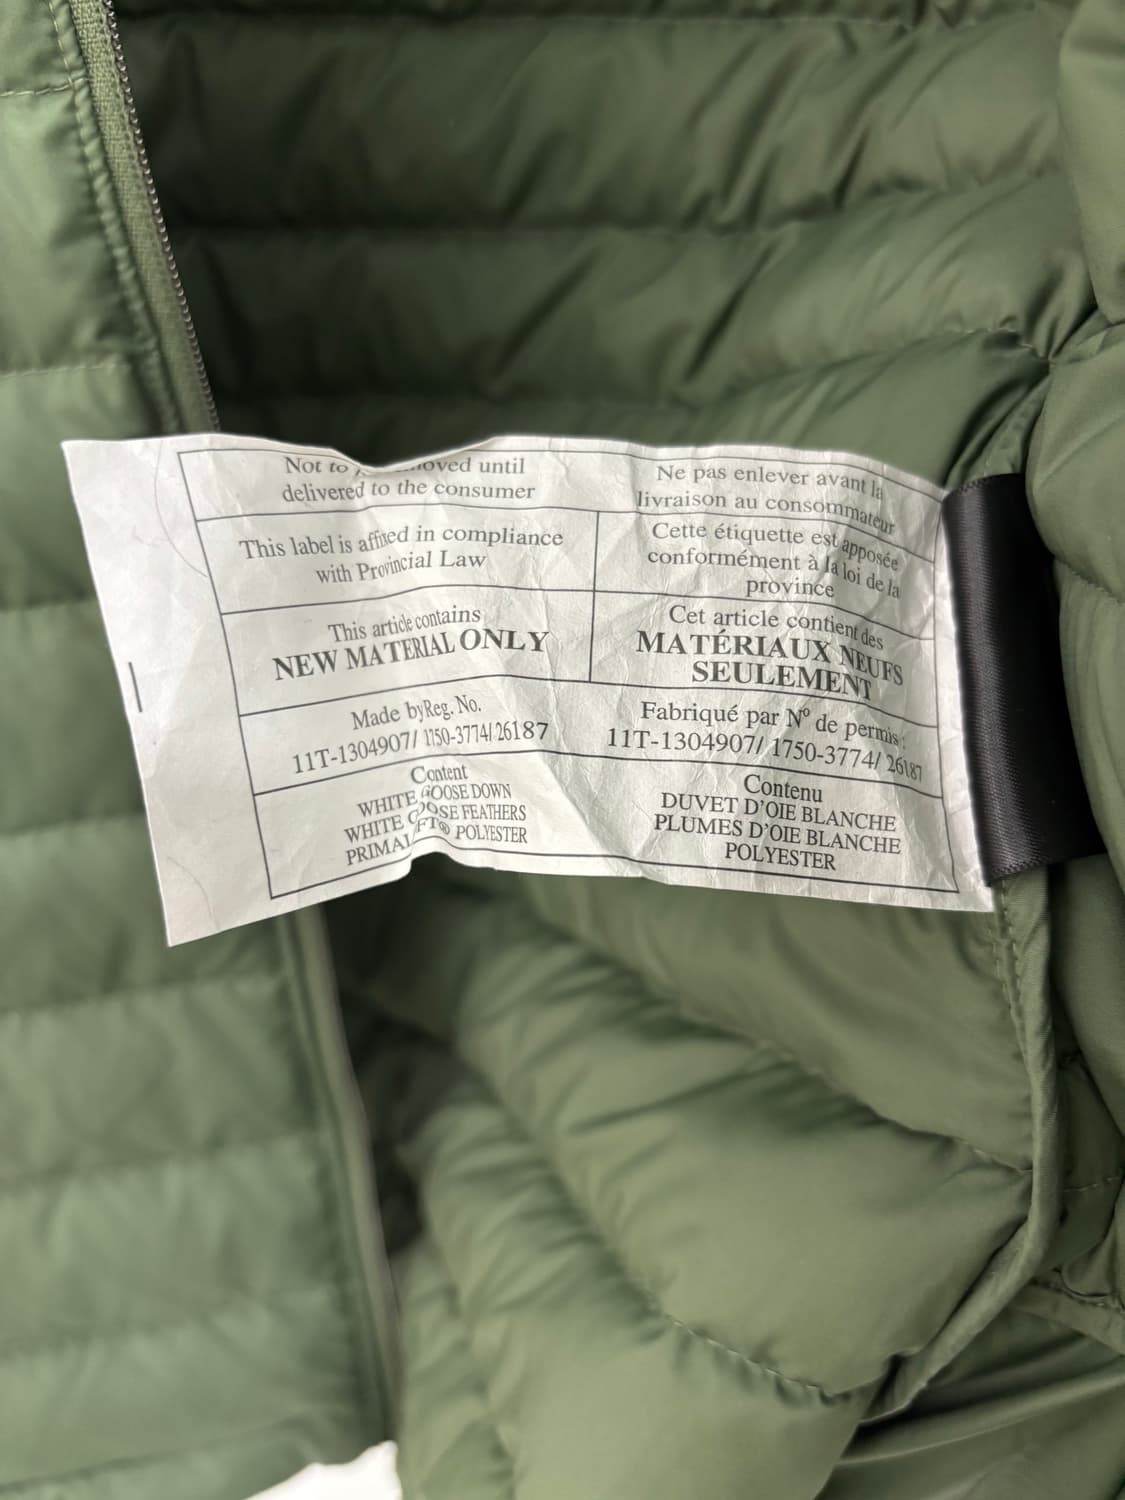 Not to
until
delivered to the consumer
Ne pas enlever avant la
livraison au consommateur
This label is affixed in compliance
with Provincial Law
Cette étiquette est apposée
conformément à la loi de la
province
This article contains
NEW MATERIAL ONLY
Cet article contient des
MATÉRIAUX NEUFS
SEULEMENT
Made by Reg. No.
11T-1304907/ 1750-3774/ 26187
Fabriqué par Nº de permis :
11T-1304907/ 1750-3774/ 26187
Content
WHITE GOOSE DOWN
WHITE GOOSE FEATHERS
POLYESTER
Contenu
DUVET D'OIE BLANCHE
PLUMES D'OIE BLANCHE
POLYESTER